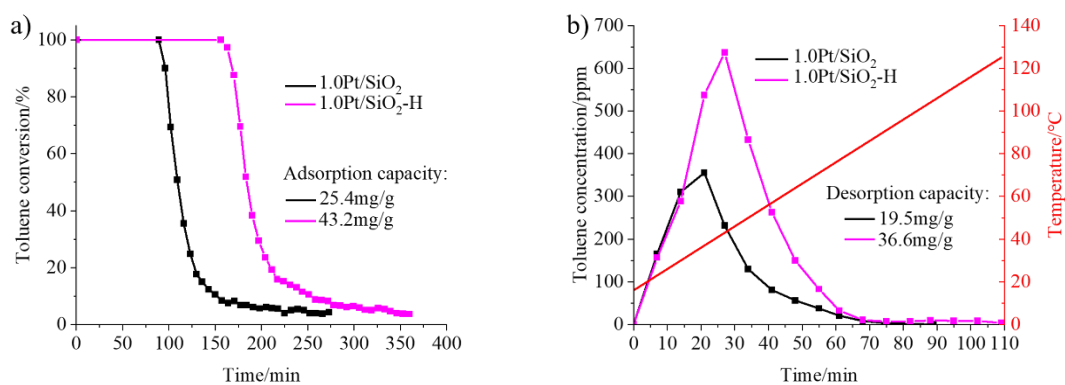 a)
Toluene conversion/%
100
80
60
40
20
0
1.0Pt/SiO₂
1.0Pt/SiO₂-H
Adsorption capacity:
25.4mg/g
43.2mg/g
0 50 100 150 200 250 300 350 400
Time/min
b)
Toluene concentration/ppm
700
600
500
400
300
200
100
0
1.0Pt/SiO₂
1.0Pt/SiO₂-H
Desorption capacity:
19.5mg/g
36.6mg/g
140
120
100
80
60
40
20
0
Temperature/°C
0 10 20 30 40 50 60 70 80 90 100 110
Time/min